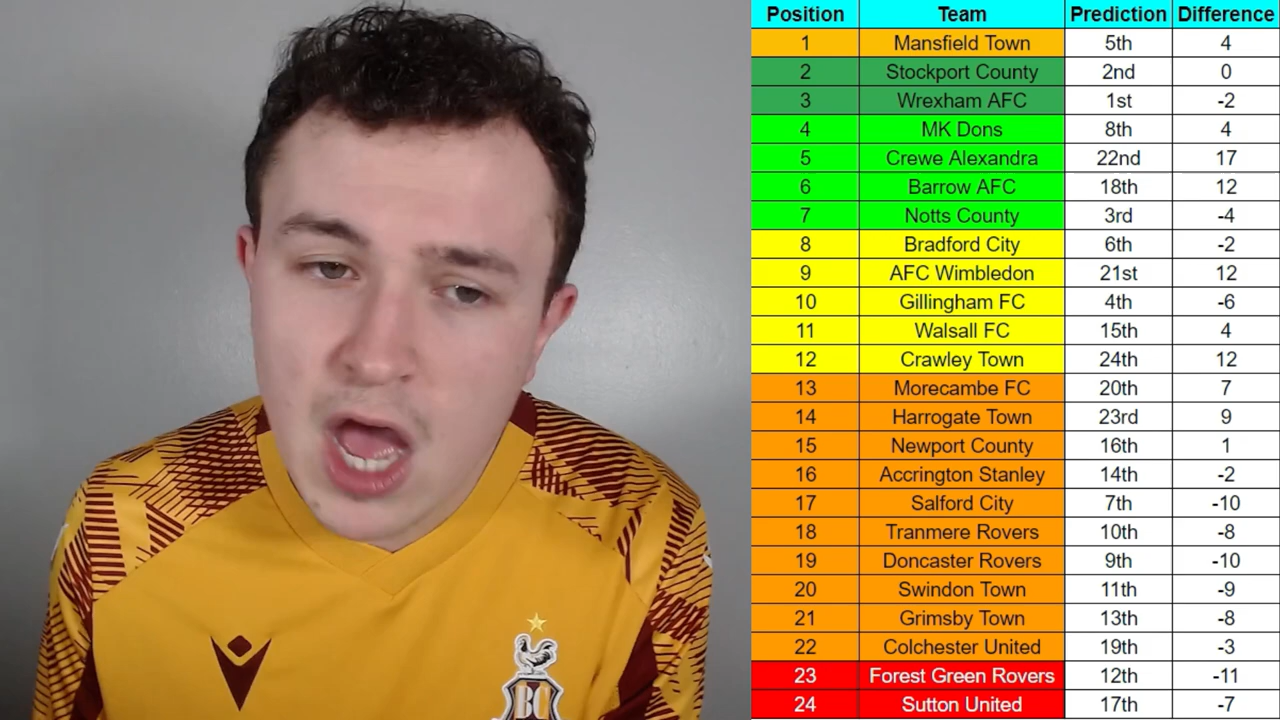 Position Team Prediction Difference
1 Mansfield Town 5th 4
2 Stockport County 2nd 0
3 Wrexham AFC 1st -2
4 MK Dons 8th 4
5 Crewe Alexandra 22nd 17
6 Barrow AFC 18th 12
7 Notts County 3rd -4
8 Bradford City 6th -2
9 AFC Wimbledon 21st 12
10 Gillingham FC 4th -6
11 Walsall FC 15th 4
12 Crawley Town 24th 12
13 Morecambe FC 20th 7
14 Harrogate Town 23rd 9
15 Newport County 16th 1
16 Accrington Stanley 14th -2
17 Salford City 7th -10
18 Tranmere Rovers 10th -8
19 Doncaster Rovers 9th -10
20 Swindon Town 11th -9
21 Grimsby Town 13th -8
22 Colchester United 19th -3
23 Forest Green Rovers 12th -11
24 Sutton United 17th -7
BC